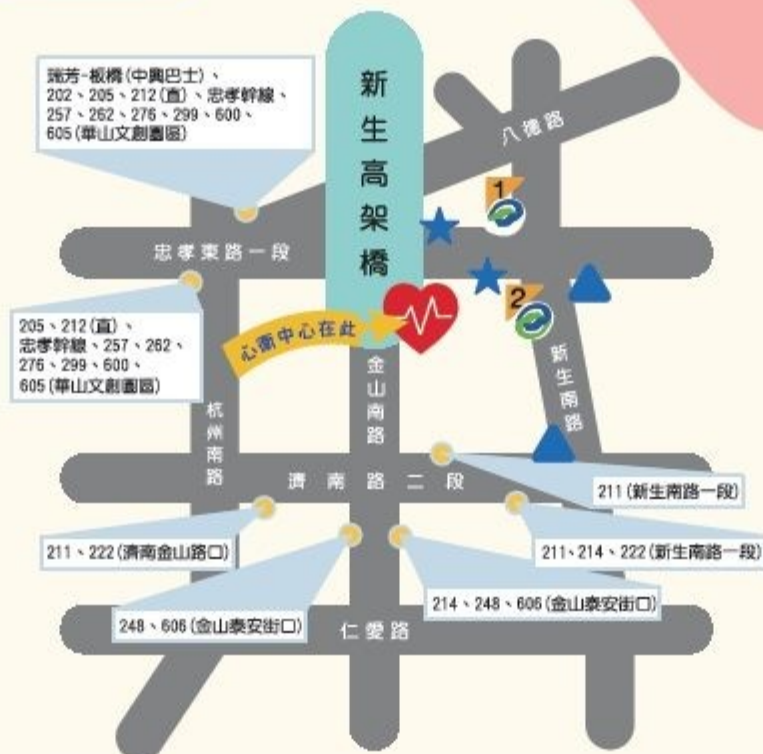 瑞芳-板橋(中興巴士)、
202、205、212(直)、忠孝幹線、
257、262、276、299、600、
605(華山文創園區)
新生高架橋
八德路
1
忠孝東路一段
2
205、212(直)、
忠孝幹線、257、262、
276、299、600、
605(華山文創園區)
心衛中心在此
金山南路
新生南路
杭州南路
濟南路二段
211(新生南路一段)
211、222(濟南金山路口)
211、214、222(新生南路一段)
248、606(金山泰安街口)
214、248、606(金山泰安街口)
仁愛路